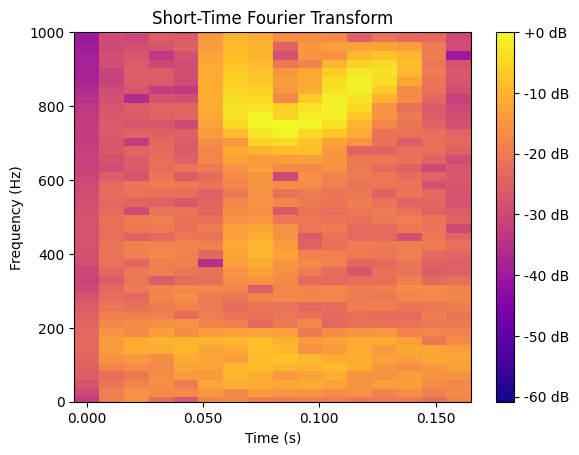 Short-Time Fourier Transform
1000
800
600
400
200
0
Frequency (Hz)
0.000
0.050
0.100
0.150
Time (s)
+0 dB
-10 dB
-20 dB
-30 dB
-40 dB
-50 dB
-60 dB